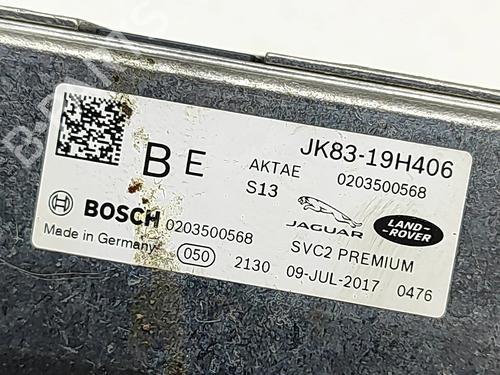 JK83-19H406
B E AKTAE 0203500568
S13
BOSCH 0203500568 JAGUAR LAND-ROVER
Made in Germany SVC2 PREMIUM
050 2130 09-JUL-2017 0476